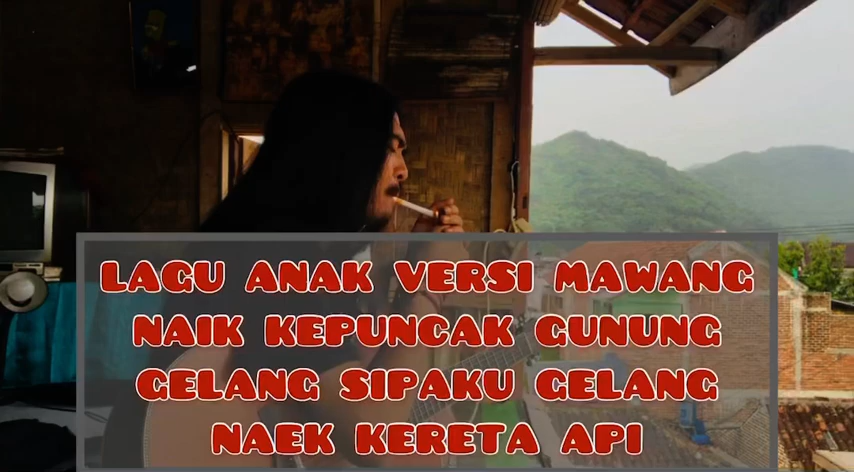 LAGU ANAK VERSI MAWANG
NAIK KEPUNCAK GUNUNG
GELANG SIPAKU GELANG
NAEK KERETA API